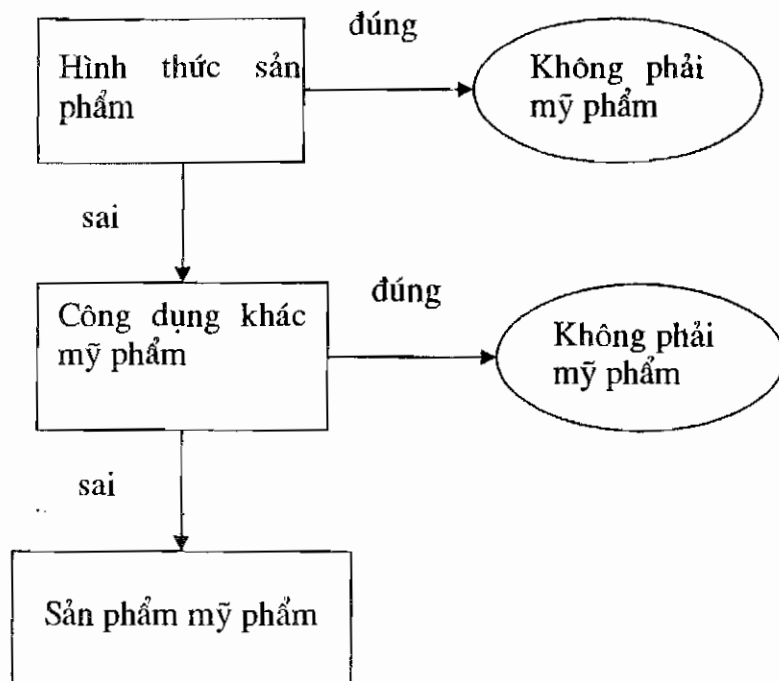 đúng
Hình thức sản
phẩm
Không phải
mỹ phẩm
sai
đúng
Công dụng khác
mỹ phẩm
Không phải
mỹ phẩm
sai
Sản phẩm mỹ phẩm